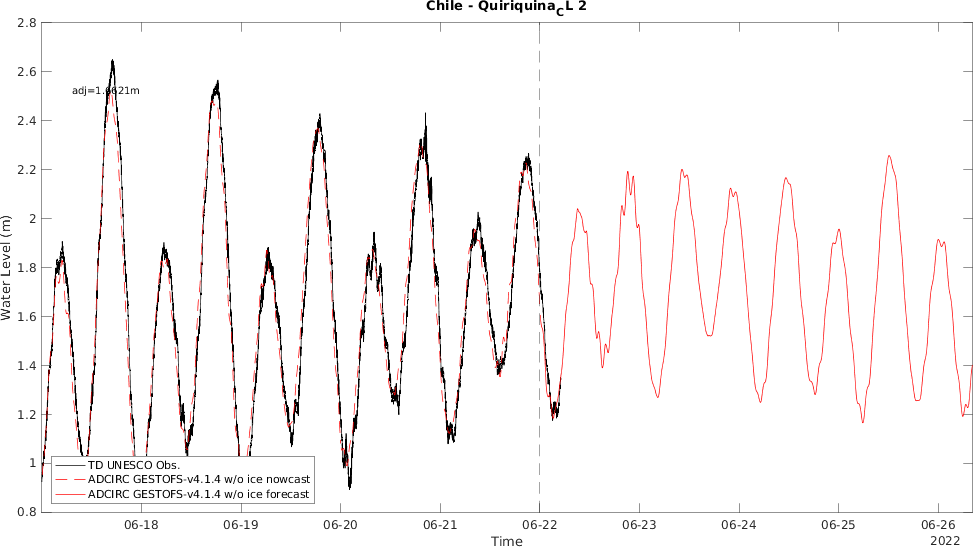 Chile - Quiriquina_CL 2
2.8
2.6
2.4
2.2
2
1.8
1.6
1.4
1.2
1
0.8
Water Level (m)
adj=1.6621m
TD UNESCO Obs.
ADCIRC GESTOFS-v4.1.4 w/o ice nowcast
ADCIRC GESTOFS-v4.1.4 w/o ice forecast
06-18 06-19 06-20 06-21 06-22 06-23 06-24 06-25 06-26
Time
2022